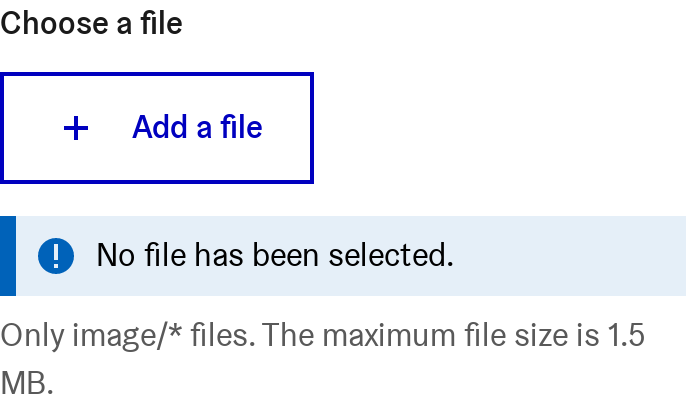 Choose a file
+ Add a file
No file has been selected.
Only image/* files. The maximum file size is 1.5
MB.